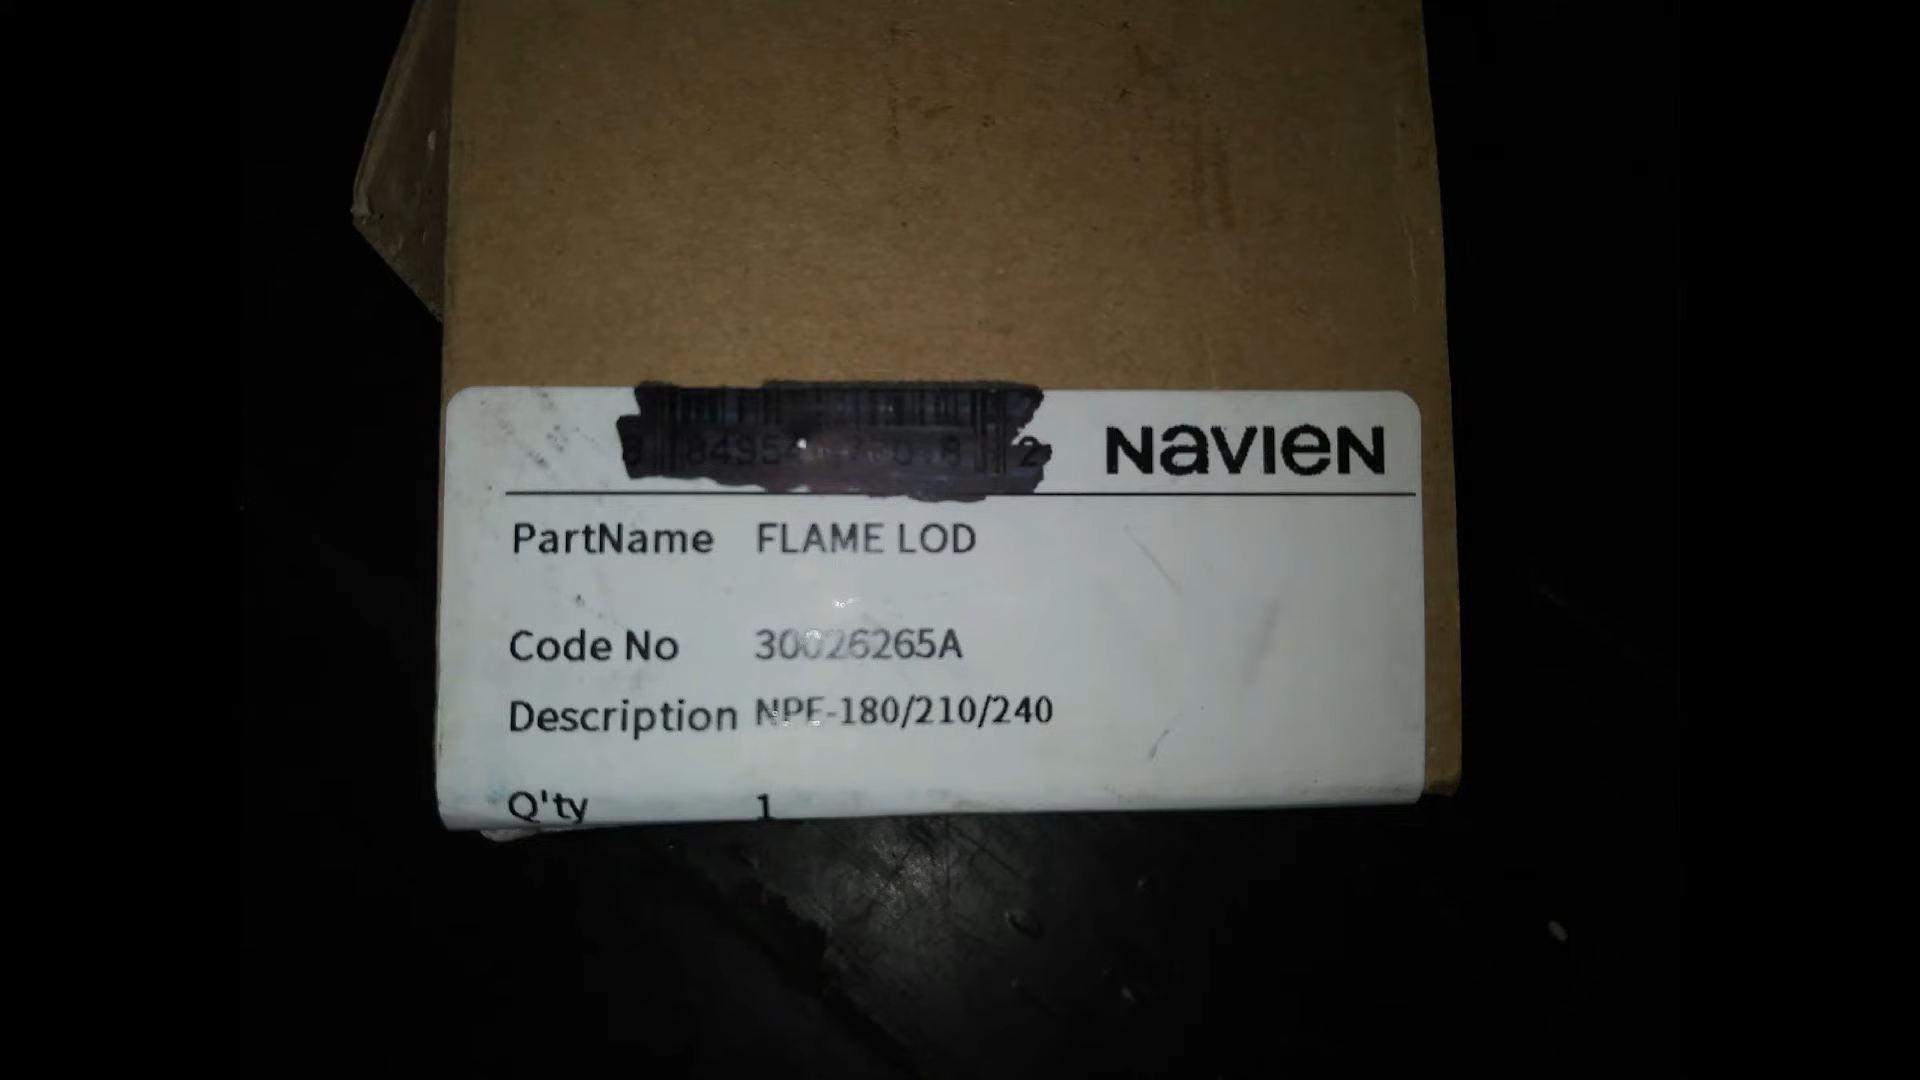 NAVIEN
PartName FLAME LOD
Code No 30026265A
Description NPE-180/210/240
Q'ty 1